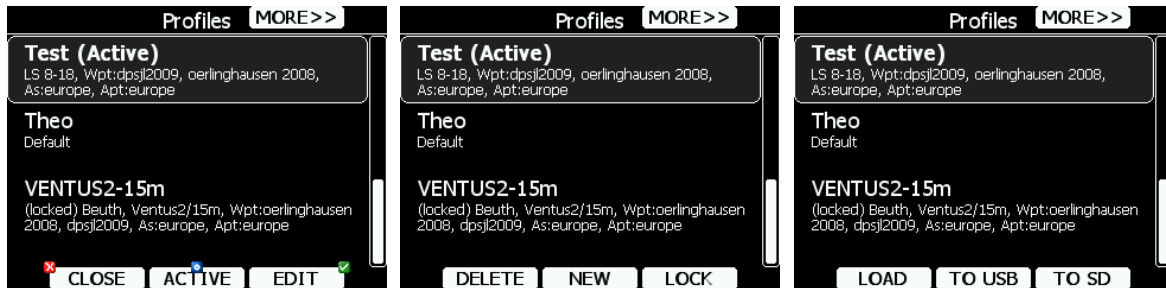 Profiles MORE>>
Test (Active)
LS 8-18, Wpt:dpsjl2009, oerlinghausen 2008,
As:europe, Apt:europe
Theo
Default
VENTUS2-15m
(locked) Beuth, Ventus2/15m, Wpt:oerlinghausen
2008, dpsjl2009, As:europe, Apt:europe
CLOSE ACTIVE EDIT
Profiles MORE>>
Test (Active)
LS 8-18, Wpt:dpsjl2009, oerlinghausen 2008,
As:europe, Apt:europe
Theo
Default
VENTUS2-15m
(locked) Beuth, Ventus2/15m, Wpt:oerlinghausen
2008, dpsjl2009, As:europe, Apt:europe
DELETE NEW LOCK
Profiles MORE>>
Test (Active)
LS 8-18, Wpt:dpsjl2009, oerlinghausen 2008,
As:europe, Apt:europe
Theo
Default
VENTUS2-15m
(locked) Beuth, Ventus2/15m, Wpt:oerlinghausen
2008, dpsjl2009, As:europe, Apt:europe
LOAD TO USB TO SD